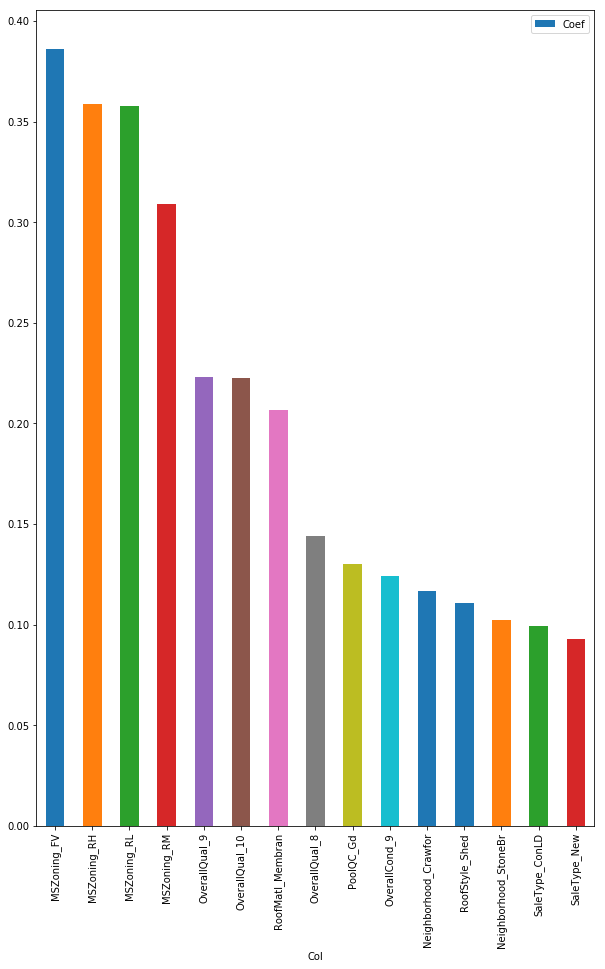 Coef
0.40
0.35
0.30
0.25
0.20
0.15
0.10
0.05
0.00
MSZoning_FV
MSZoning_RH
MSZoning_RL
MSZoning_RM
OverallQual_9
OverallQual_10
RoofMatl_Membran
OverallQual_8
PoolQC_Gd
OverallCond_9
Neighborhood_Crawfor
RoofStyle_Shed
Neighborhood_StoneBr
SaleType_ConLD
SaleType_New
Col